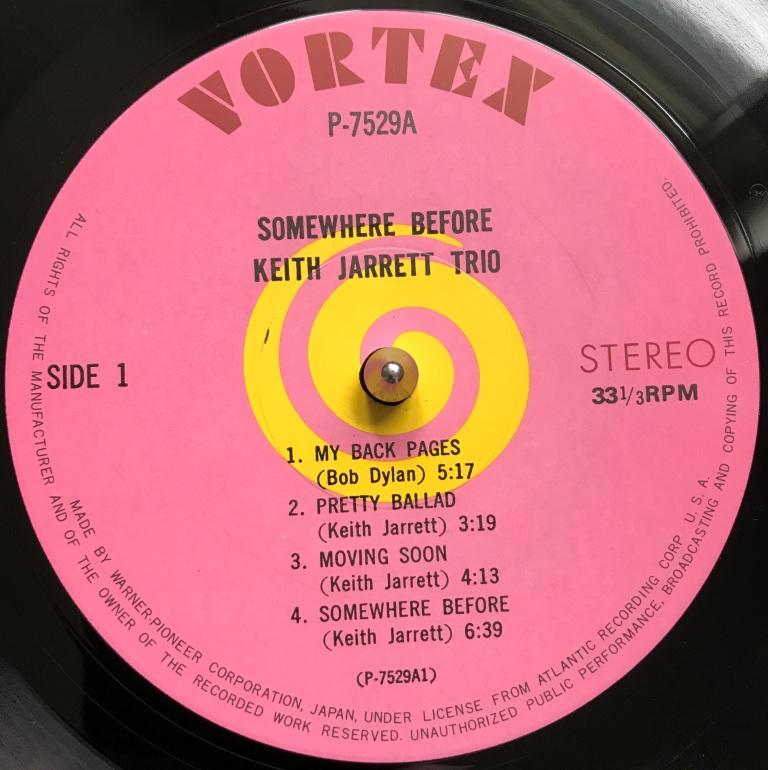 VORTEX
P-7529A
SOMEWHERE BEFORE
KEITH JARRETT TRIO
SIDE 1
STEREO
33 1/3 RPM
1. MY BACK PAGES
(Bob Dylan) 5:17
2. PRETTY BALLAD
(Keith Jarrett) 3:19
3. MOVING SOON
(Keith Jarrett) 4:13
4. SOMEWHERE BEFORE
(Keith Jarrett) 6:39
(P-7529A1)
MADE BY WARNER-PIONEER CORPORATION, JAPAN, UNDER LICENSE FROM ATLANTIC RECORDING CORP. U. S. A.
ALL RIGHTS OF THE MANUFACTURER AND OF THE OWNER OF THE RECORDED WORK RESERVED. UNAUTHORIZED PUBLIC PERFORMANCE, BROADCASTING AND COPYING OF THIS RECORD PROHIBITED.